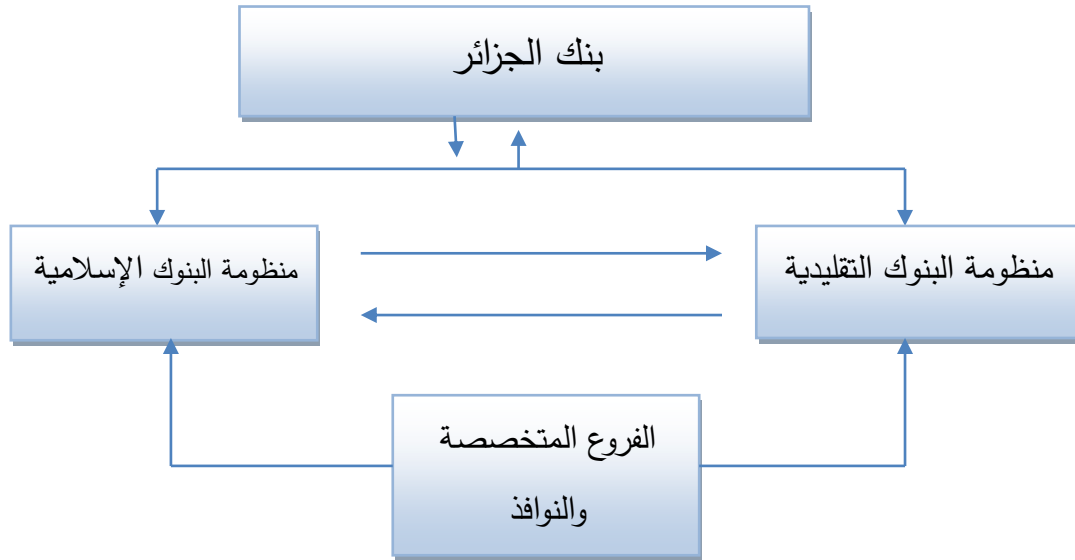 بنك الجزائر
منظومة البنوك التقليدية
منظومة البنوك الإسلامية
الفروع المتخصصة
والنوافذ